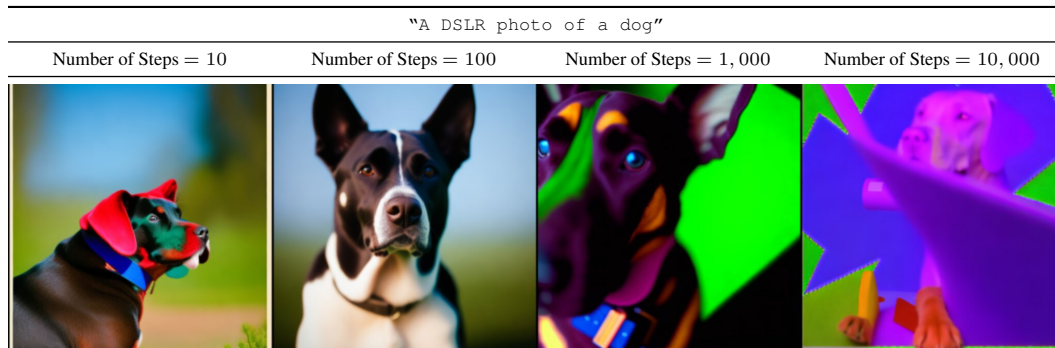 "A DSLR photo of a dog"
Number of Steps = 10 Number of Steps = 100 Number of Steps = 1, 000 Number of Steps = 10, 000